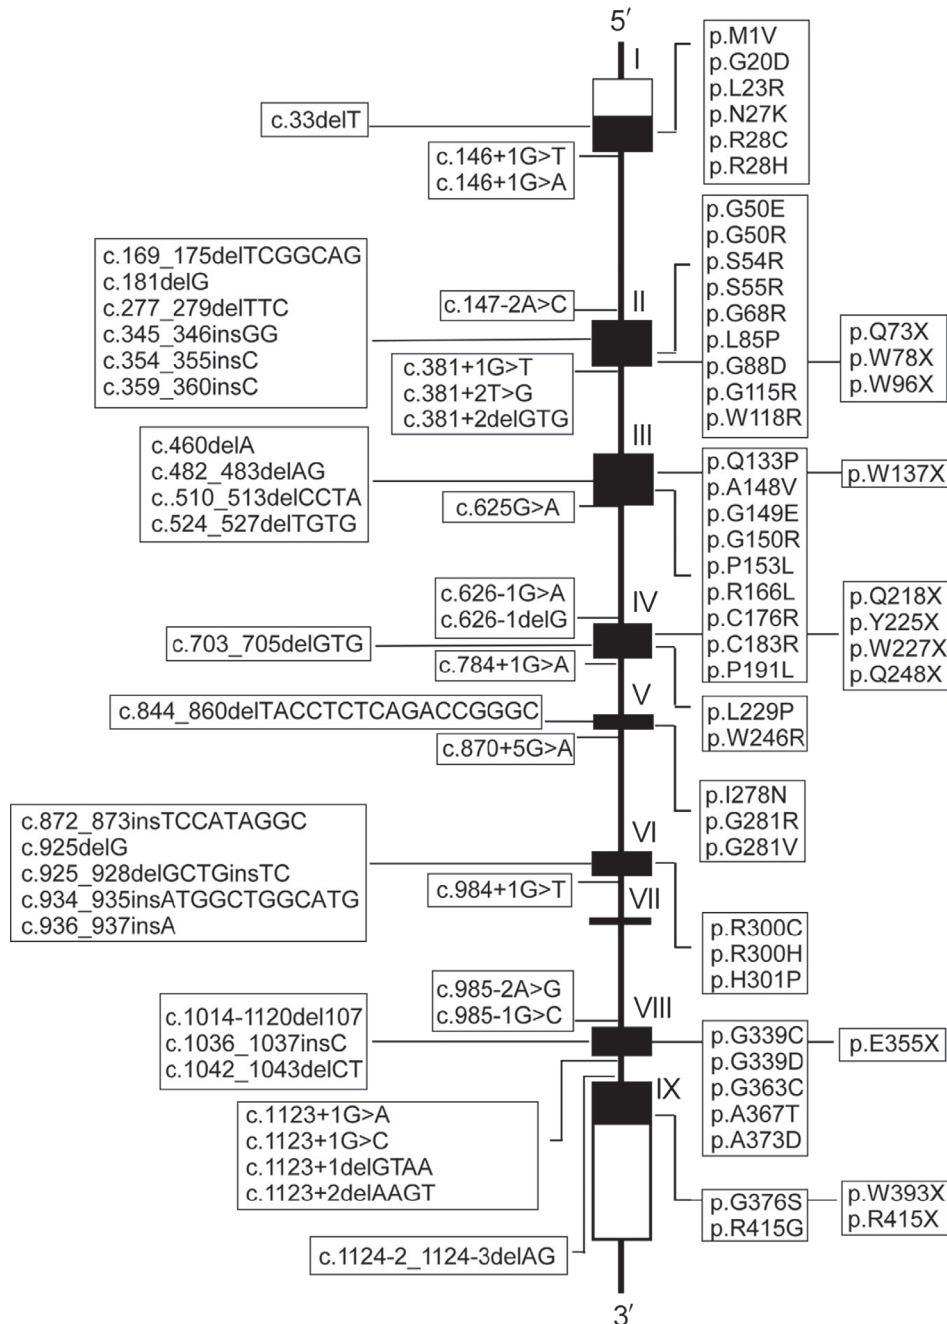 5′
I
p.M1V
p.G20D
p.L23R
p.N27K
p.R28C
p.R28H
c.33delT
c.146+1G>T
c.146+1G>A
p.G50E
p.G50R
p.S54R
p.S55R
p.G68R
p.L85P
p.G88D
p.G115R
p.W118R
c.169_175delTCGGCAG
c.181delG
c.277_279delTTC
c.345_346insGG
c.354_355insC
c.359_360insC
c.147-2A>C
II
p.Q73X
p.W78X
p.W96X
c.381+1G>T
c.381+2T>G
c.381+2delGTG
III
c.460delA
c.482_483delAG
c..510_513delCCTA
c.524_527delTGTG
c.625G>A
p.Q133P
p.A148V
p.G149E
p.G150R
p.P153L
p.R166L
p.C176R
p.C183R
p.P191L
p.W137X
c.626-1G>A
c.626-1delG
IV
p.Q218X
p.Y225X
p.W227X
p.Q248X
c.703_705delGTG
c.784+1G>A
p.L229P
p.W246R
V
c.844_860delTACCTCTCAGACCGGGC
c.870+5G>A
p.I278N
p.G281R
p.G281V
c.872_873insTCCATAGGC
c.925delG
c.925_928delGCTGinsTC
c.934_935insATGGCTGGCATG
c.936_937insA
VI
c.984+1G>T
VII
p.R300C
p.R300H
p.H301P
c.985-2A>G
c.985-1G>C
VIII
c.1014-1120del107
c.1036_1037insC
c.1042_1043delCT
p.G339C
p.G339D
p.G363C
p.A367T
p.A373D
p.E355X
IX
c.1123+1G>A
c.1123+1G>C
c.1123+1delGTAA
c.1123+2delAAGT
p.G376S
p.R415G
p.W393X
p.R415X
c.1124-2_1124-3delAG
3′